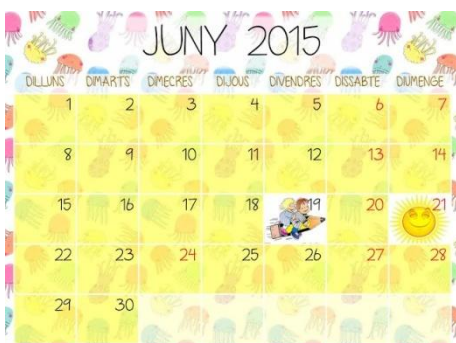 JUNY 2015
DILLUNS DIMARTS DIMECRES DIJOUS DIVENDRES DISSABTE DIUMENGE
1 2 3 4 5 6 7
8 9 10 11 12 13 14
15 16 17 18 19 20 21
22 23 24 25 26 27 28
29 30